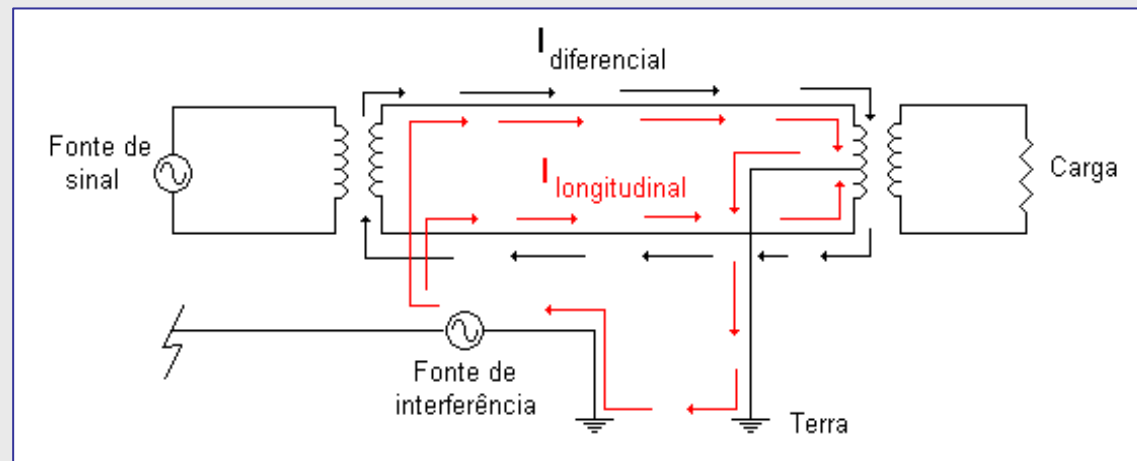 I diferencial
Fonte de
sinal
I longitudinal
Carga
Fonte de
interferência
Terra